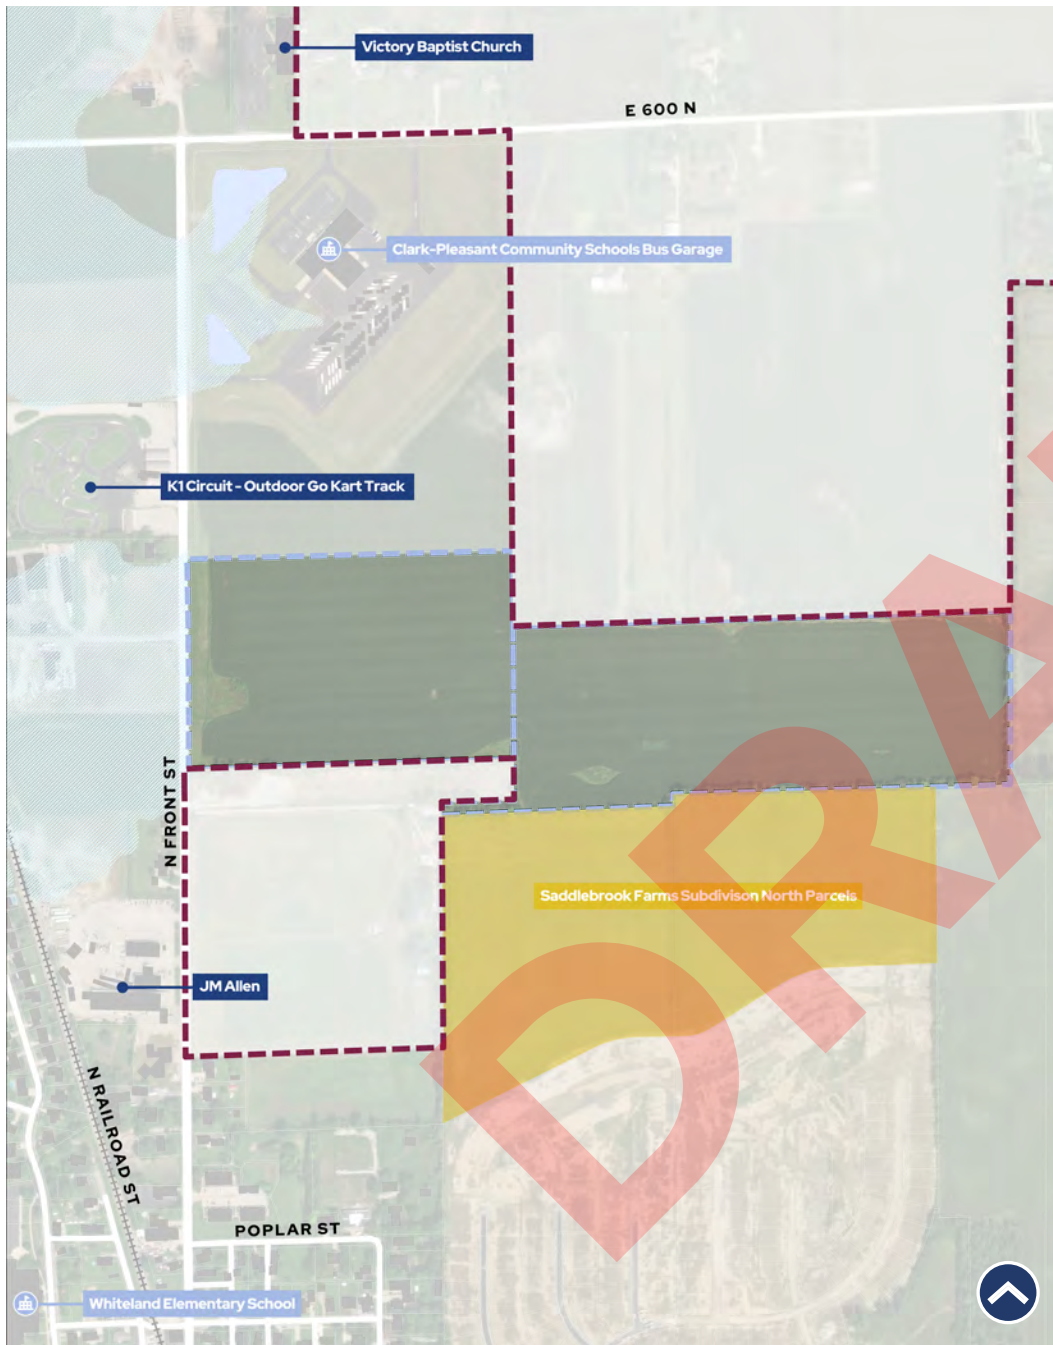 Victory Baptist Church
E 600 N
Clark-Pleasant Community Schools Bus Garage
K1 Circuit - Outdoor Go Kart Track
N FRONT ST
Saddlebrook Farms Subdivison North Parcels
JM Allen
N RAILROAD ST
POPLAR ST
Whiteland Elementary School
DRA